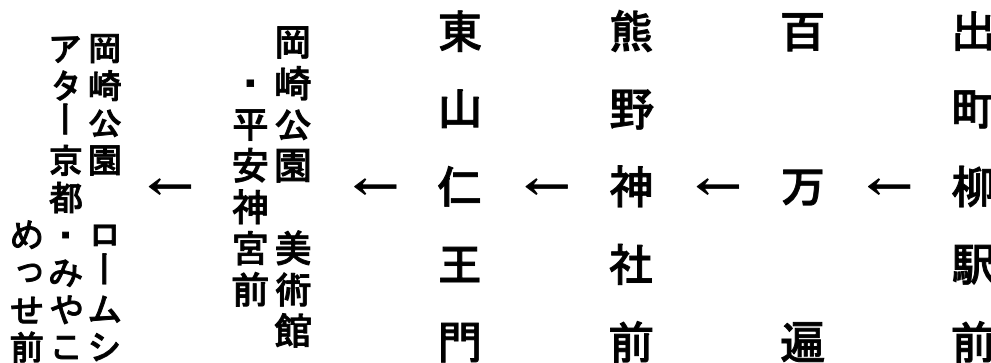 出町柳駅前
←
百万遍
←
熊野神社前
←
東山仁王門
←
岡崎公園 美術館
・平安神宮前
←
岡崎公園 ロームシ
アター京都・みやこ
めっせ前